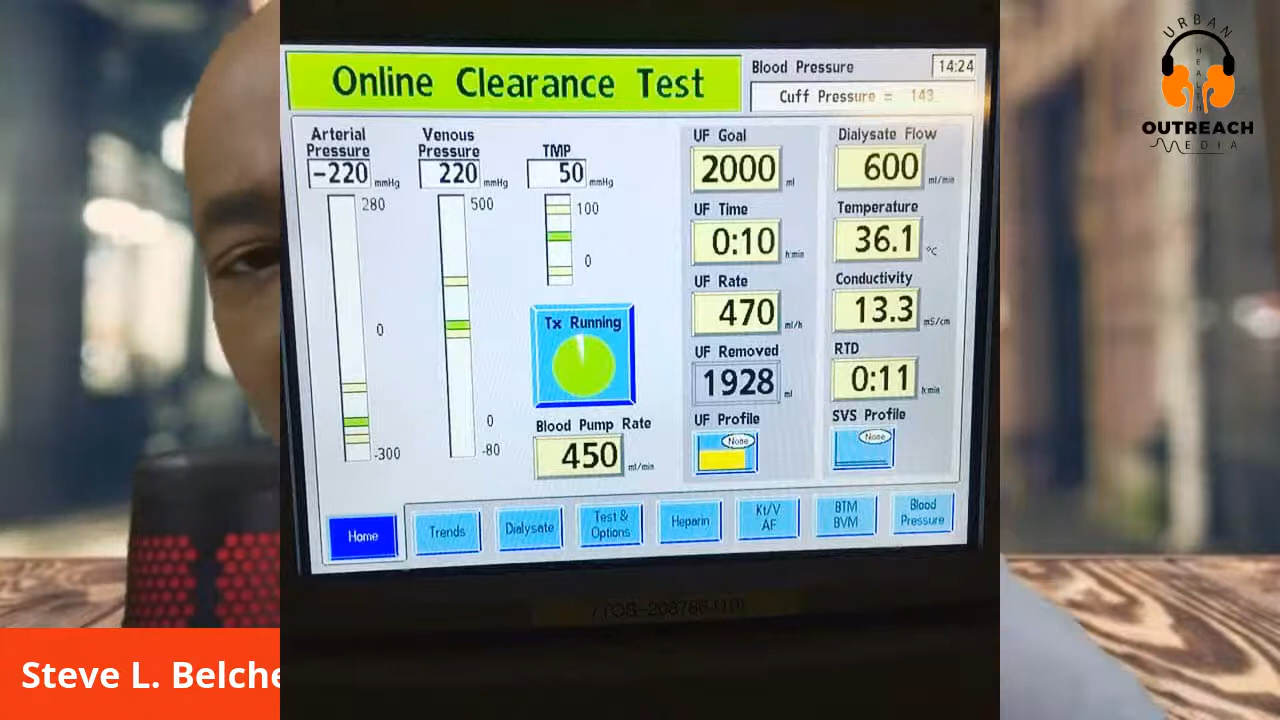 Online Clearance Test
Blood Pressure
14:24
Cuff Pressure = 143
Arterial Pressure
-220 mmHg
280
0
-300
Venous Pressure
220 mmHg
500
0
-80
TMP
50 mmHg
100
0
Tx Running
Blood Pump Rate
450 ml/min
UF Goal
2000 ml
UF Time
0:10 h:min
UF Rate
470 ml/h
UF Removed
1928 ml
UF Profile
None
Dialysate Flow
600 ml/min
Temperature
36.1 °C
Conductivity
13.3 mS/cm
RTD
0:11 h:min
SVS Profile
None
Home
Trends
Dialysate
Test & Options
Heparin
Kt/V AF
BTM BVM
Blood Pressure
Steve L. Belche
URBAN
HEALTH
OUTREACH
MEDIA